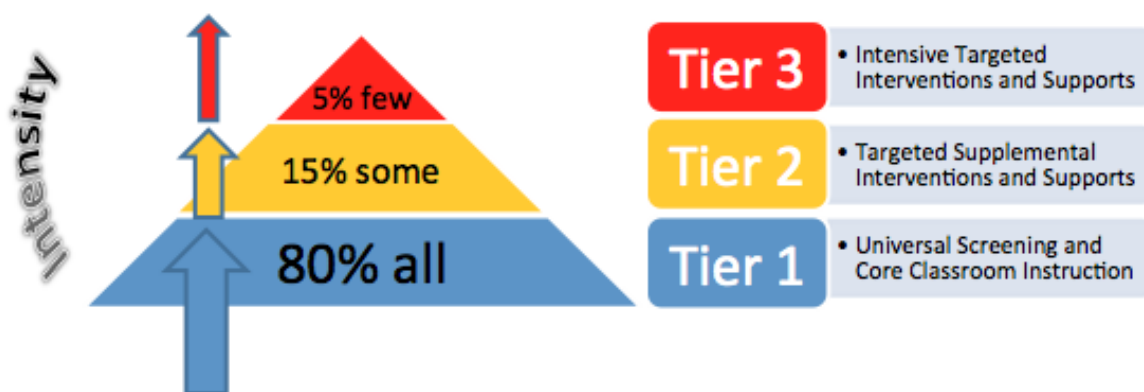 Intensity
5% few
15% some
80% all
Tier 3
• Intensive Targeted
Interventions and Supports
Tier 2
• Targeted Supplemental
Interventions and Supports
Tier 1
• Universal Screening and
Core Classroom Instruction